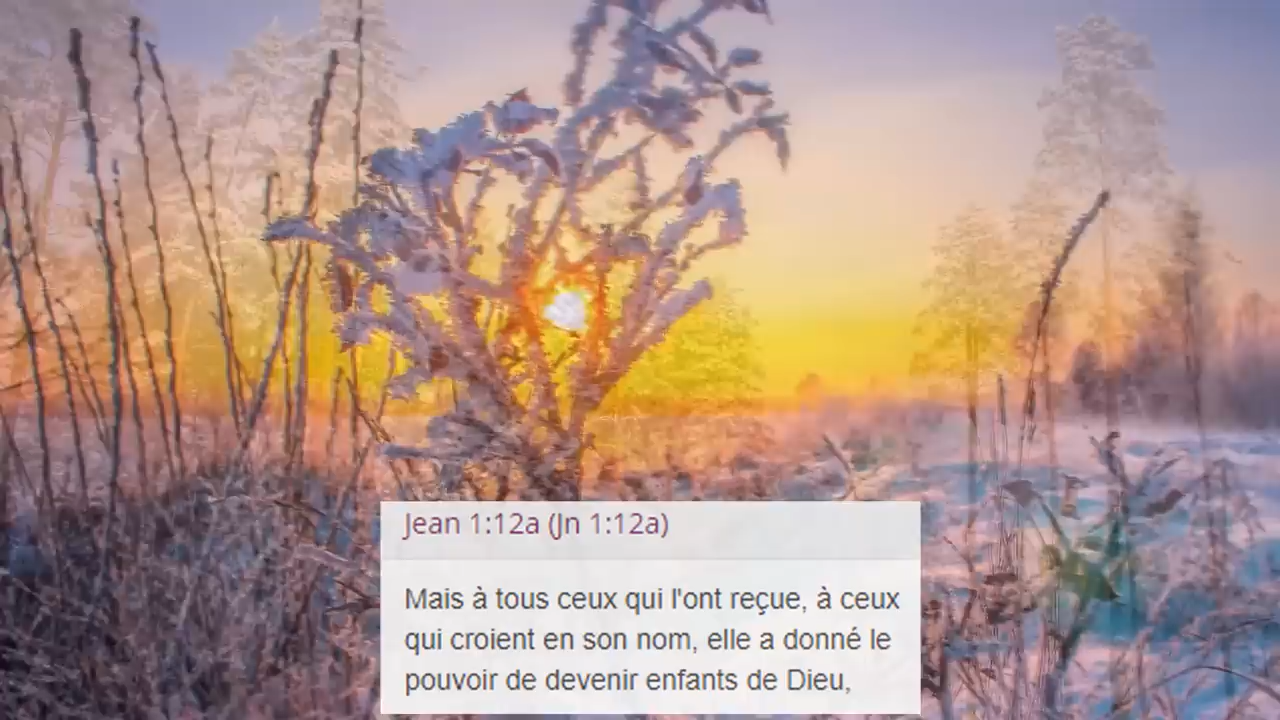 Jean 1:12a (Jn 1:12a)
Mais à tous ceux qui l'ont reçue, à ceux
qui croient en son nom, elle a donné le
pouvoir de devenir enfants de Dieu,